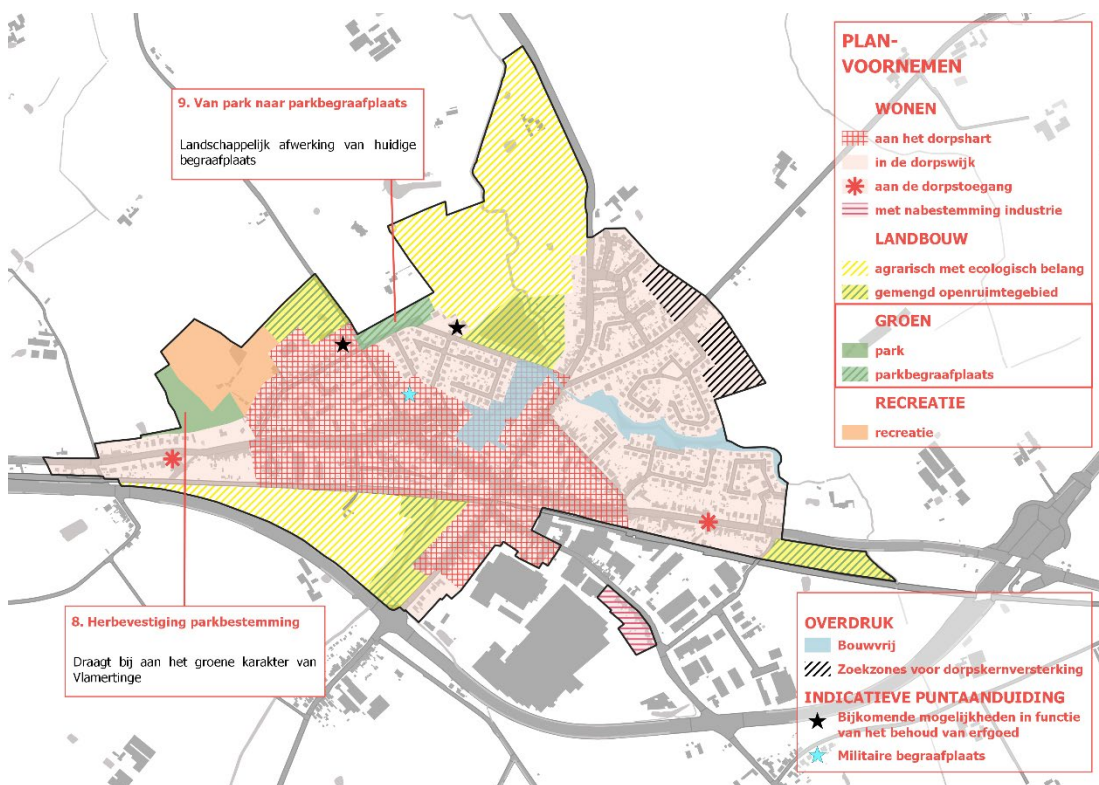 9. Van park naar parkbegraafplaats
Landschappelijk afwerking van huidige
begraafplaats
8. Herbevestiging parkbestemming
Draagt bij aan het groene karakter van
Vlamertinge
PLAN-
VOORNEMEN
WONEN
aan het dorpshart
in de dorpswijk
aan de dorpstoegang
met nabestemming industrie
LANDBOUW
agrarisch met ecologisch belang
gemengd openruimtegebied
GROEN
park
parkbegraafplaats
RECREATIE
recreatie
OVERDRUK
Bouwvrij
Zoekzones voor dorpskernversterking
INDICATIEVE PUNTAANDUIDING
Bijkomende mogelijkheden in functie
van het behoud van erfgoed
Militaire begraafplaats